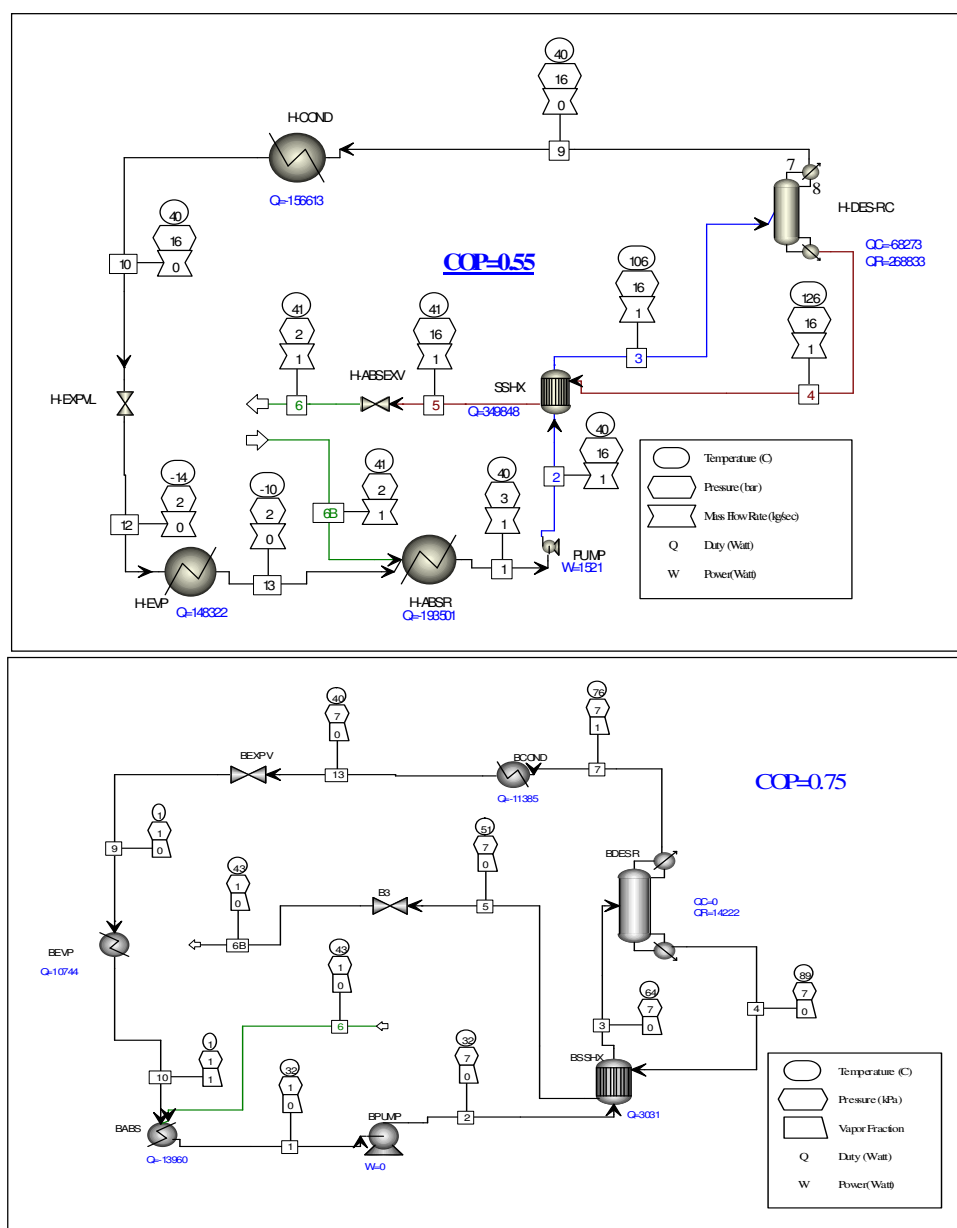 40
16
0
H-COND
9
7
8
Q=-156613
H-DES-RC
40
16
0
10
COP=0.55
QC=-68273
QR=268833
106
16
1
3
41
2
1
41
16
1
126
16
1
4
H-ABSEXV
SSHX
6
5
Q=349848
H-EXPVL
40
16
1
2
41
2
1
6B
40
3
1
1
-14
2
0
12
-10
2
0
13
H-EVP
Q=148322
H-ABSR
Q=-193501
PUMP
W=1521
Temperature (C)
Pressure (bar)
Mass Flow Rate (kg/sec)
Q Duty (Watt)
W Power(Watt)
40
7
0
13
76
7
1
7
BEXPV
BCOND
Q=-11385
COP=0.75
1
1
0
9
51
7
0
5
BDESR
QC=0
QR=14222
43
1
0
6B
B3
BEVP
Q=10744
43
1
0
6
64
7
0
3
89
7
0
4
1
1
1
10
32
1
0
1
32
7
0
2
BSSHX
Q=3031
BABS
Q=-13960
BPUMP
W=0
Temperature (C)
Pressure (kPa)
Vapor Fraction
Q Duty (Watt)
W Power(Watt)